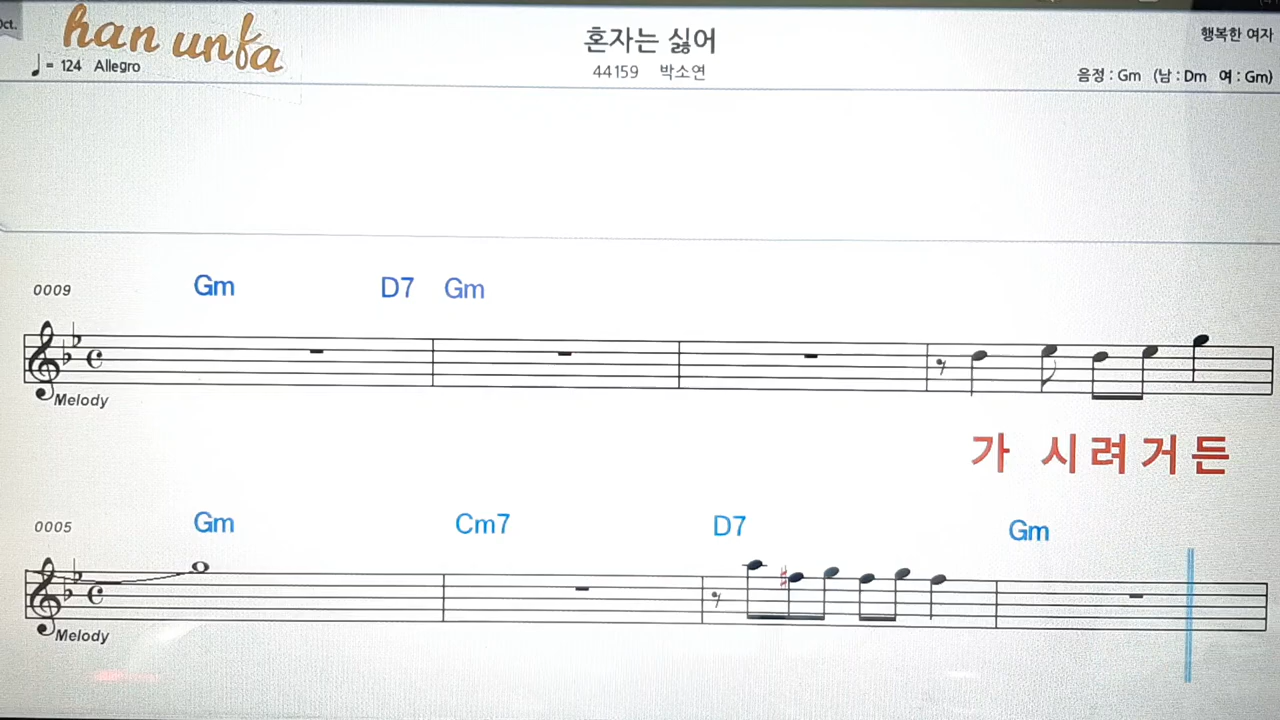 Oct.
han unfa
= 124 Allegro
혼자는 싫어
44159 박소연
행복한 여자
음정 : Gm (남 : Dm 여 : Gm)
0009 Gm D7 Gm
Melody
가 시 려 거 든
0005 Gm Cm7 D7 Gm
Melody